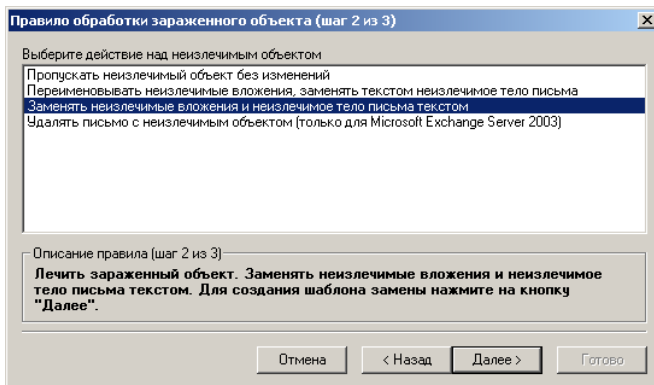 Правило обработки зараженного объекта (шаг 2 из 3)
Выберите действие над неизлечимым объектом
Пропускать неизлечимый объект без изменений
Переименовывать неизлечимые вложения, заменять текстом неизлечимое тело письма
Заменять неизлечимые вложения и неизлечимое тело письма текстом
Удалять письмо с неизлечимым объектом (только для Microsoft Exchange Server 2003)
Описание правила (шаг 2 из 3)
Лечить зараженный объект. Заменять неизлечимые вложения и неизлечимое
тело письма текстом. Для создания шаблона замены нажмите на кнопку
"Далее".
Отмена < Назад Далее > Готово